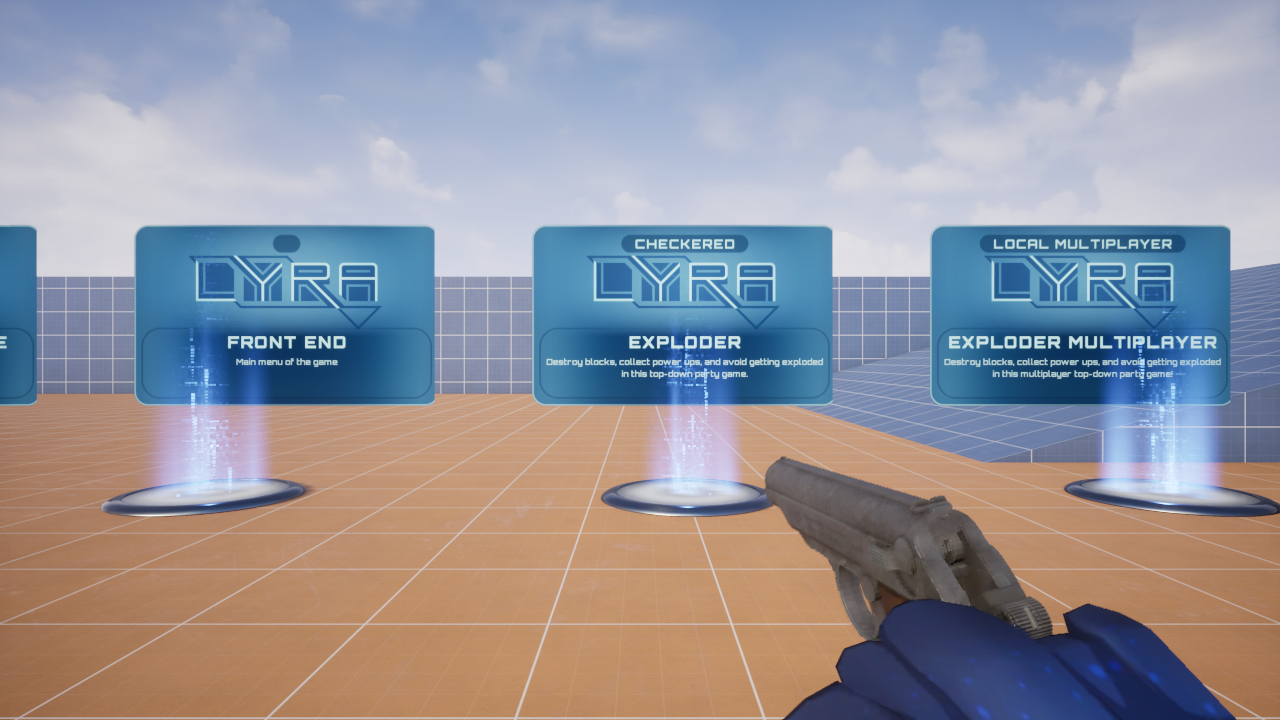 E
LYRA
FRONT END
Main menu of the game
CHECKERED
LYRA
EXPLODER
Destroy blocks, collect power ups, and avoid getting exploded
in this top-down party game.
LOCAL MULTIPLAYER
LYRA
EXPLODER MULTIPLAYER
Destroy blocks, collect power ups, and avoid getting exploded
in this multiplayer top-down party game!